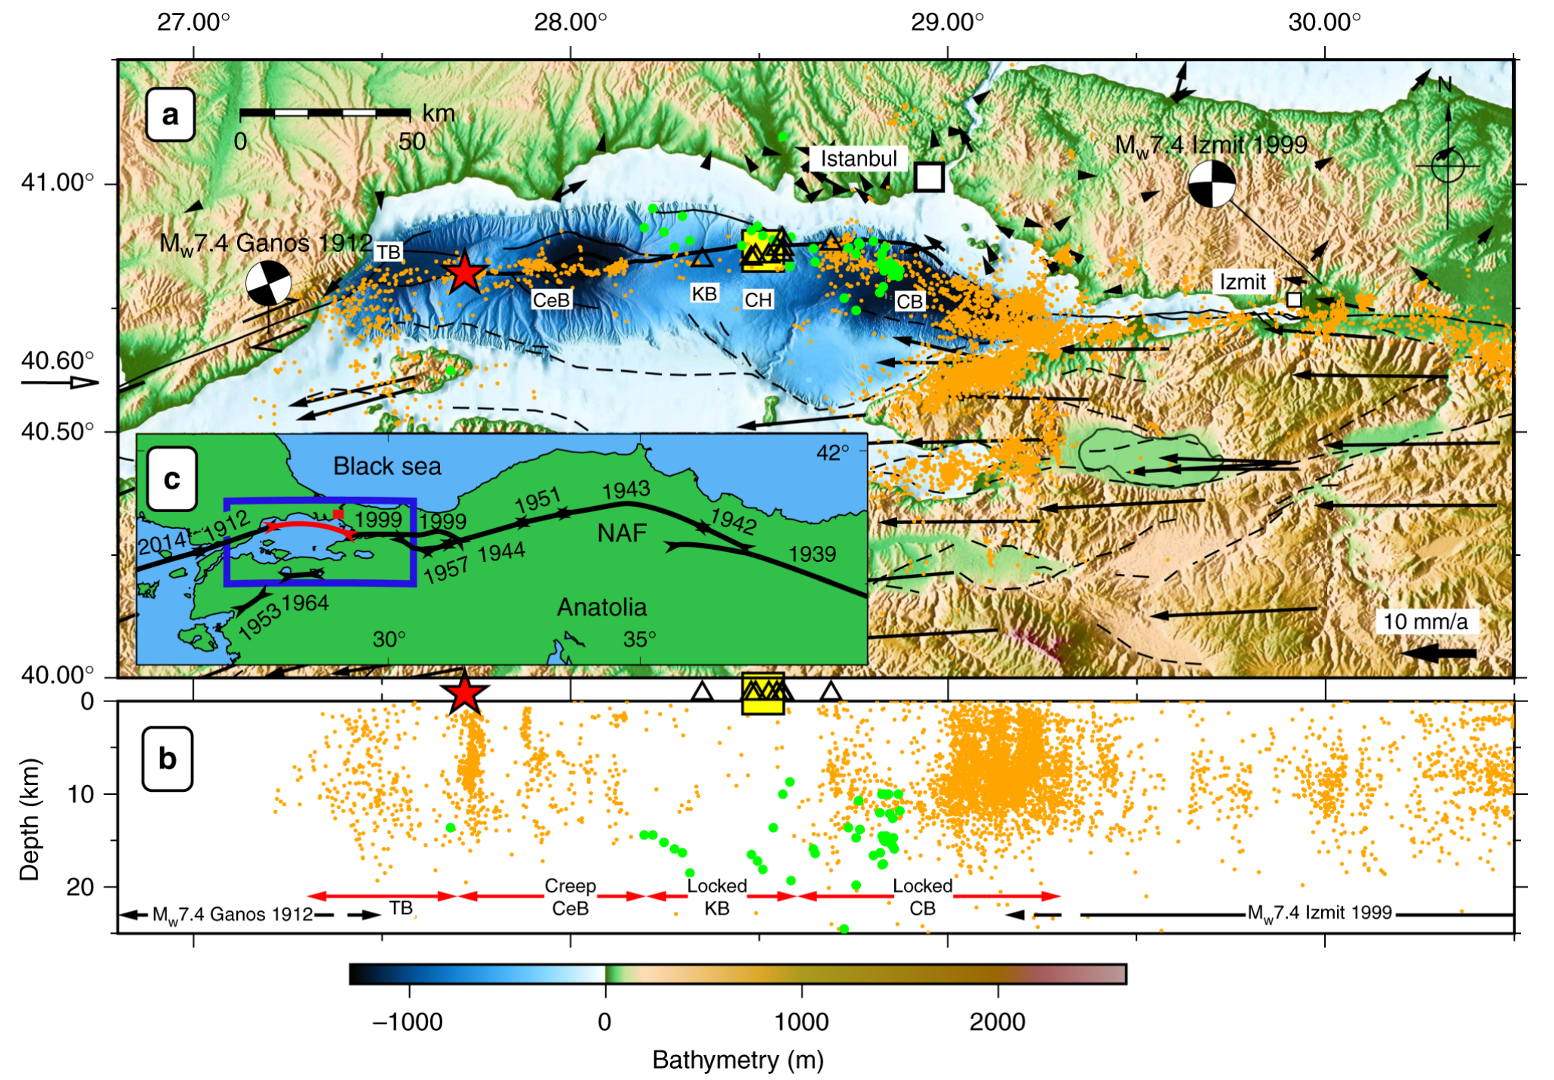 27.00°
28.00°
29.00°
30.00°
a
km
0
50
N
Istanbul
Mw7.4 Izmit 1999
41.00°
Mw7.4 Ganos 1912
TB
Izmit
CeB
KB
CH
CB
40.60°
40.50°
c
Black sea
42°
1951
1943
1912
1999
1999
1942
2014
NAF
1944
1939
1957
1964
1953
Anatolia
30°
35°
10 mm/a
40.00°
0
b
10
Depth (km)
20
Creep
Locked
Locked
TB
CeB
KB
CB
Mw7.4 Ganos 1912
Mw7.4 Izmit 1999
−1000
0
1000
2000
Bathymetry (m)